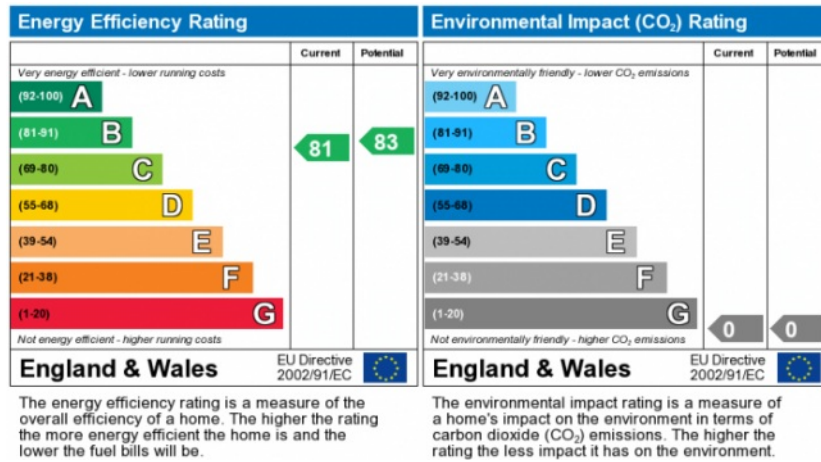 Energy Efficiency Rating
Current Potential
Very energy efficient - lower running costs
(92-100) A
(81-91) B
(69-80) C
(55-68) D
(39-54) E
(21-38) F
(1-20) G
81
83
Not energy efficient - higher running costs
England & Wales
EU Directive
2002/91/EC
The energy efficiency rating is a measure of the
overall efficiency of a home. The higher the rating
the more energy efficient the home is and the
lower the fuel bills will be.
Environmental Impact (CO₂) Rating
Current Potential
Very environmentally friendly - lower CO₂ emissions
(92-100) A
(81-91) B
(69-80) C
(55-68) D
(39-54) E
(21-38) F
(1-20) G
0
0
Not environmentally friendly - higher CO₂ emissions
England & Wales
EU Directive
2002/91/EC
The environmental impact rating is a measure of
a home's impact on the environment in terms of
carbon dioxide (CO₂) emissions. The higher the
rating the less impact it has on the environment.